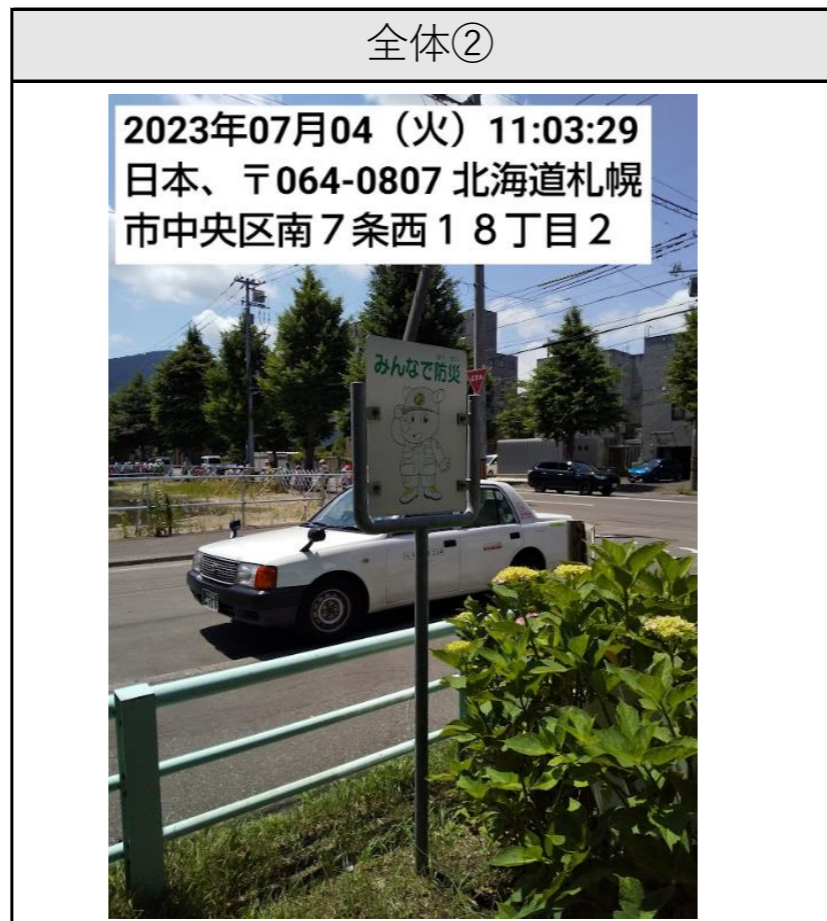 全体②
2023年07月04（火）11:03:29
日本、〒064-0807 北海道札幌
市中央区南７条西１８丁目２
みんなで防災